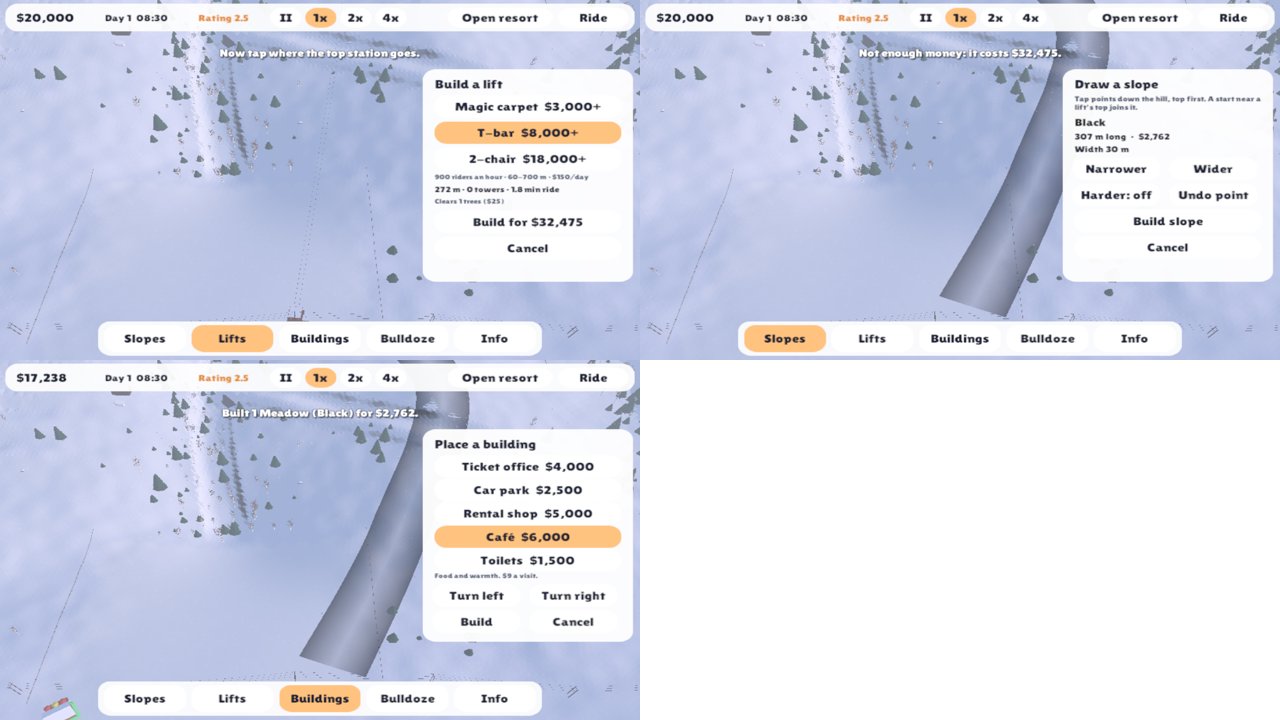 $20,000 Day 1 08:30 Rating 2.5 II 1x 2x 4x Open resort Ride
Now tap where the top station goes.
Build a lift
Magic carpet $3,000+
T-bar $8,000+
2-chair $18,000+
900 riders an hour · 60-700 m · $150/day
272 m · 0 towers · 1.8 min ride
Clears 1 trees ($25)
Build for $32,475
Cancel
Slopes Lifts Buildings Bulldoze Info
$20,000 Day 1 08:30 Rating 2.5 II 1x 2x 4x Open resort Ride
Not enough money: it costs $32,475.
Draw a slope
Tap points down the hill, top first. A start near a
lift's top joins it.
Black
307 m long · $2,762
Width 30 m
Narrower Wider
Harder: off Undo point
Build slope
Cancel
Slopes Lifts Buildings Bulldoze Info
$17,238 Day 1 08:30 Rating 2.5 II 1x 2x 4x Open resort Ride
Built 1 Meadow (Black) for $2,762.
Place a building
Ticket office $4,000
Car park $2,500
Rental shop $5,000
Café $6,000
Toilets $1,500
Food and warmth. $9 a visit.
Turn left Turn right
Build Cancel
Slopes Lifts Buildings Bulldoze Info